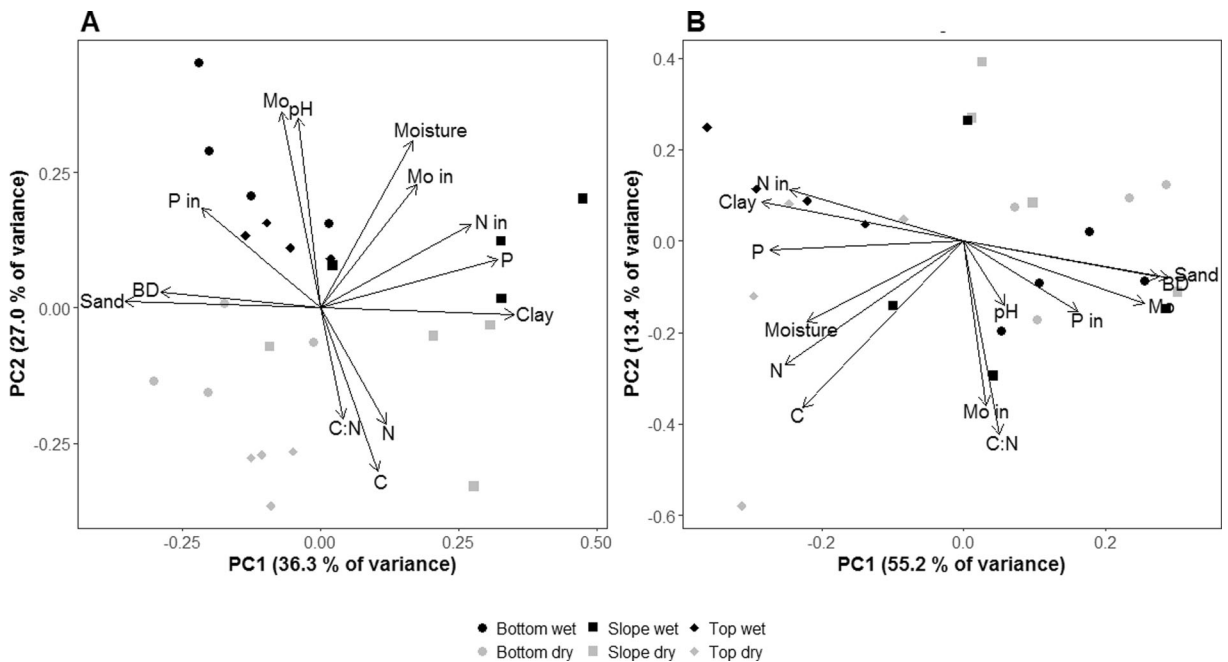 A
PC2 (27.0 % of variance)
0.25
0.00
-0.25
Mo
pH
Moisture
Mo in
P in
N in
P
BD
Sand
Clay
C:N
N
C
-0.25
0.00
0.25
0.50
PC1 (36.3 % of variance)
B
PC2 (13.4 % of variance)
0.4
0.2
0.0
-0.2
-0.4
-0.6
N in
Clay
P
Sand
BD
pH
P in
Moisture
N
C
Mo in
C:N
-0.2
0.0
0.2
PC1 (55.2 % of variance)
Bottom wet
Slope wet
Top wet
Bottom dry
Slope dry
Top dry